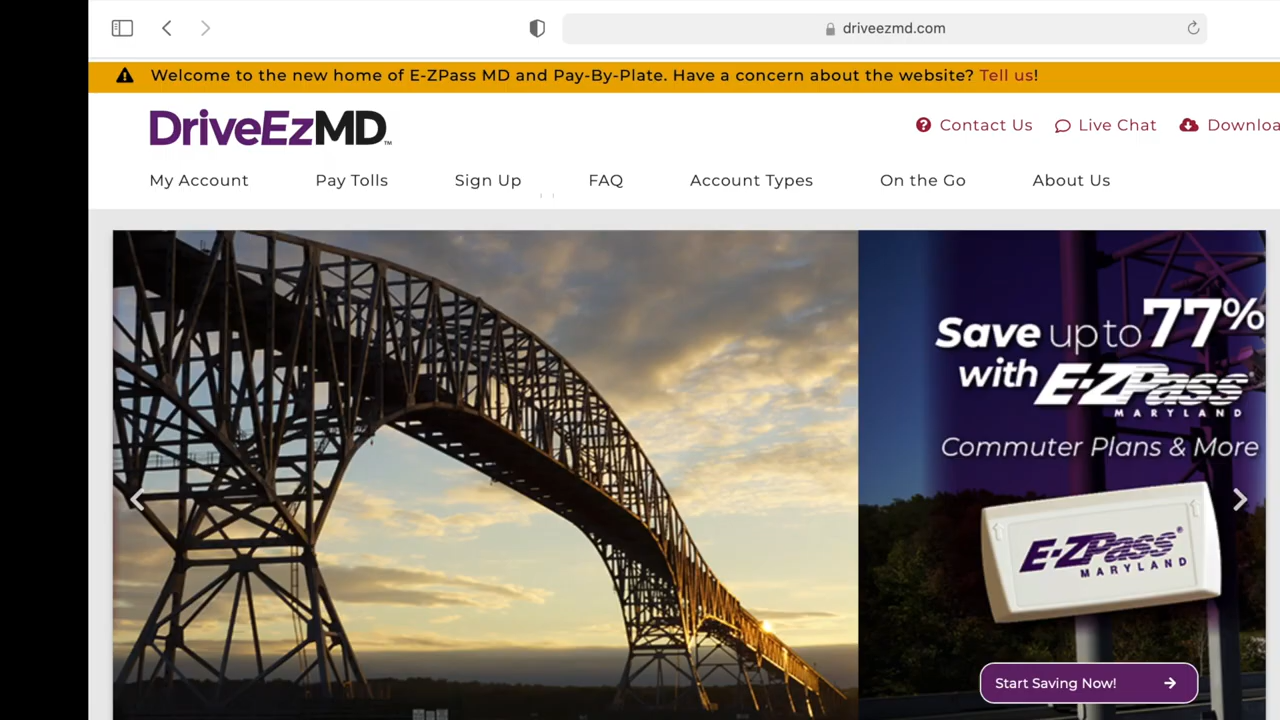 driveezmd.com
Welcome to the new home of E-ZPass MD and Pay-By-Plate. Have a concern about the website? Tell us!
DriveEzMD™
Contact Us Live Chat Downloa
My Account Pay Tolls Sign Up FAQ Account Types On the Go About Us
Save up to 77%
with E-ZPass
MARYLAND
Commuter Plans & More
E-ZPass®
MARYLAND
Start Saving Now!